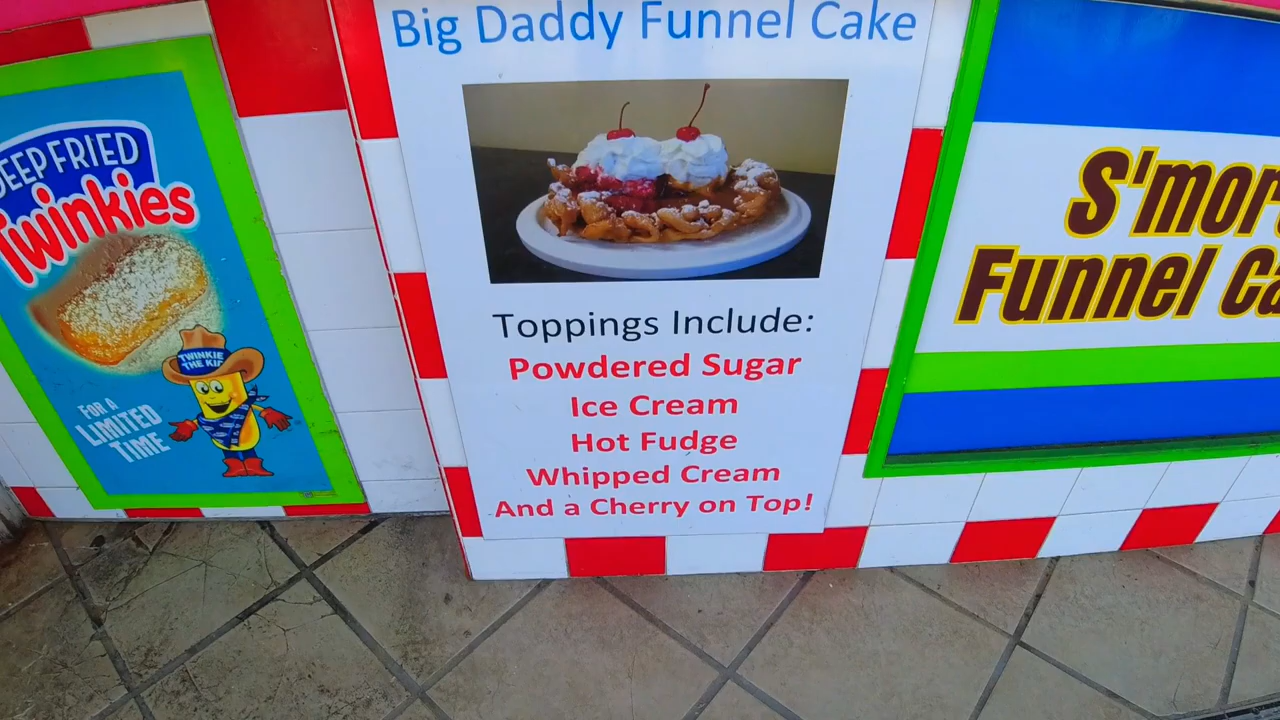 DEEP FRIED
Twinkies
TWINKIE
THE KID
FOR A
LIMITED
TIME
Big Daddy Funnel Cake
Toppings Include:
Powdered Sugar
Ice Cream
Hot Fudge
Whipped Cream
And a Cherry on Top!
S'mor
Funnel Ca